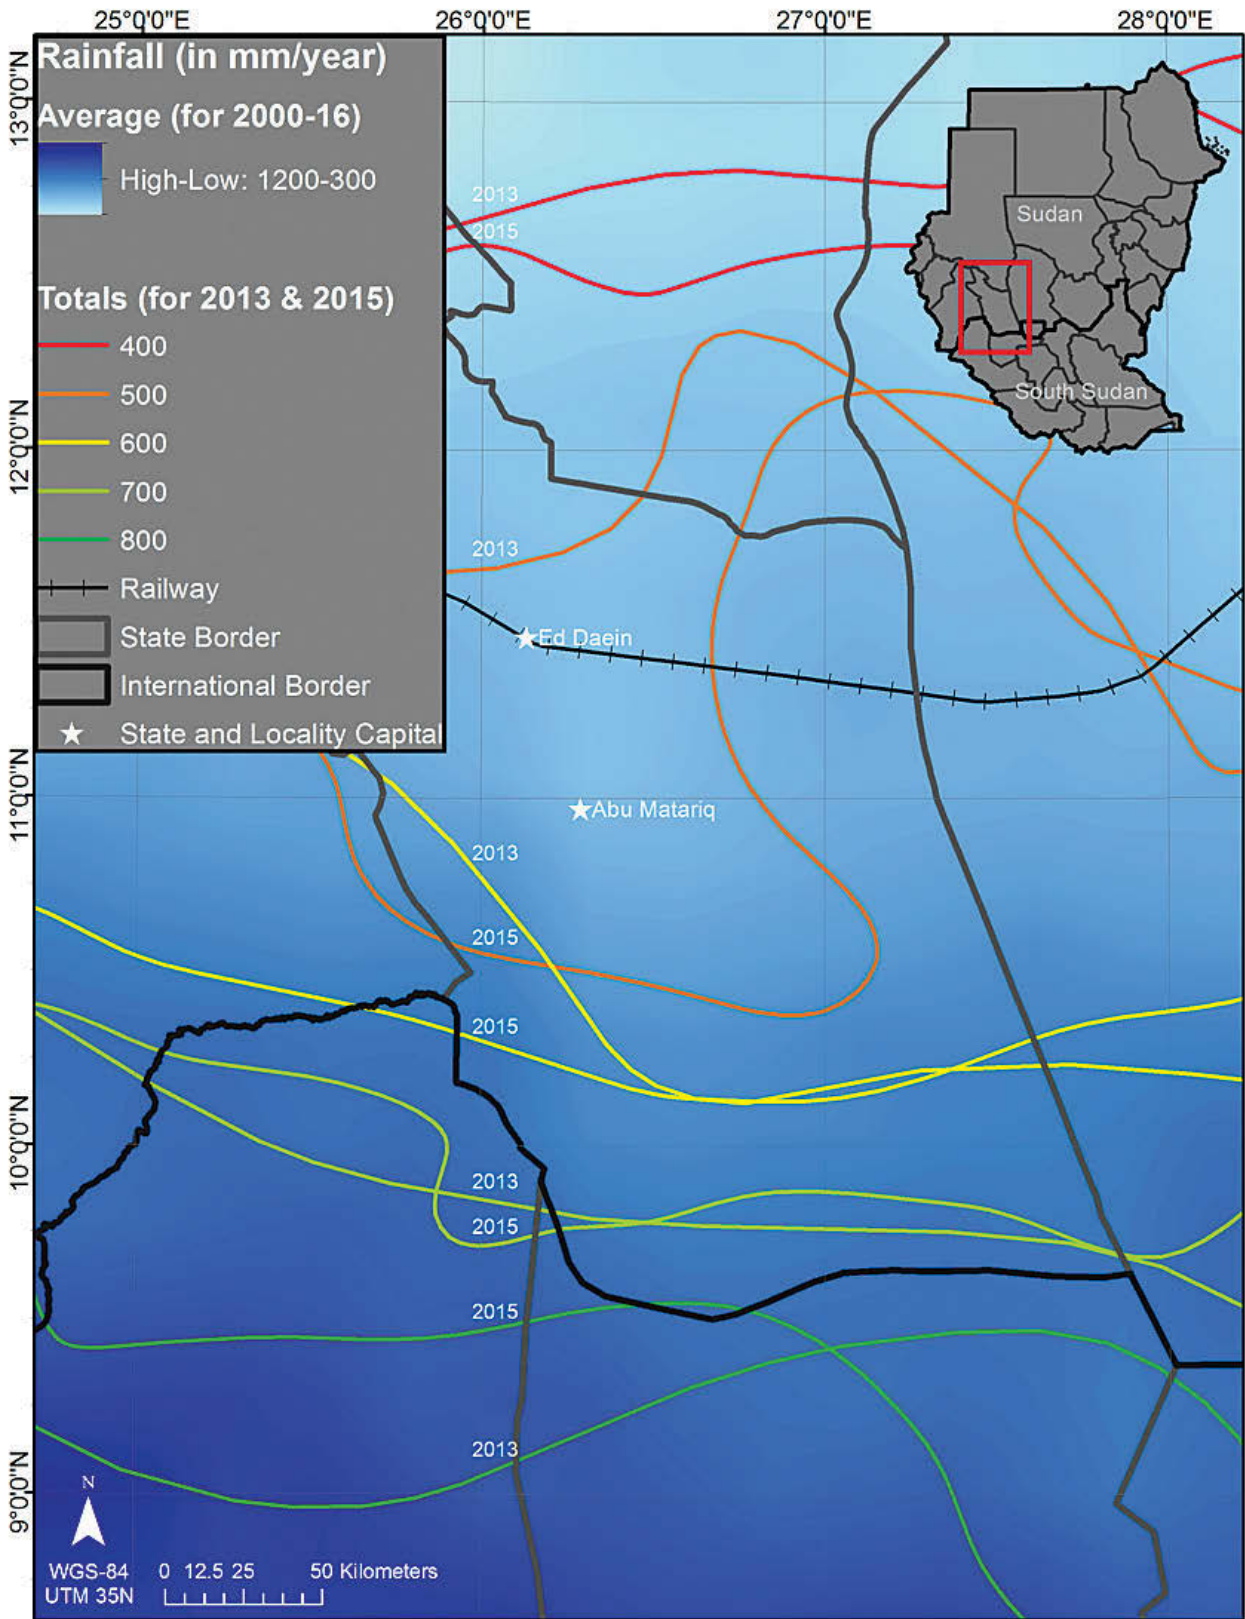 25°0'0"E
26°0'0"E
27°0'0"E
28°0'0"E
Rainfall (in mm/year)
Average (for 2000-16)
High-Low: 1200-300
Totals (for 2013 & 2015)
400
500
600
700
800
Railway
State Border
International Border
State and Locality Capital
13°0'0"N
12°0'0"N
11°0'0"N
10°0'0"N
9°0'0"N
Sudan
South Sudan
2013
2015
2013
Ed Daein
Abu Matariq
2013
2015
2015
2013
2015
2015
2013
N
WGS-84
UTM 35N
0 12.5 25 50 Kilometers